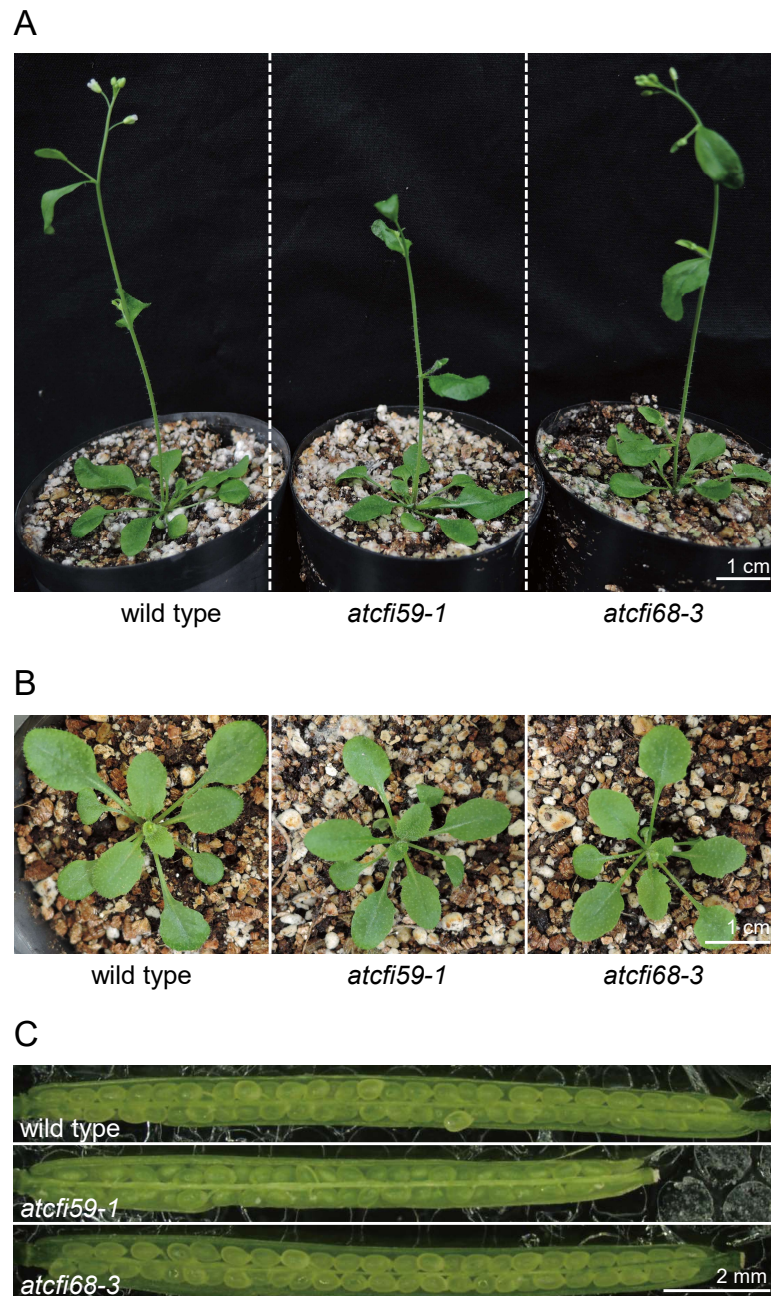 A
1 cm
wild type atcfi59-1 atcfi68-3
B
1 cm
wild type atcfi59-1 atcfi68-3
C
wild type
atcfi59-1
atcfi68-3 2 mm